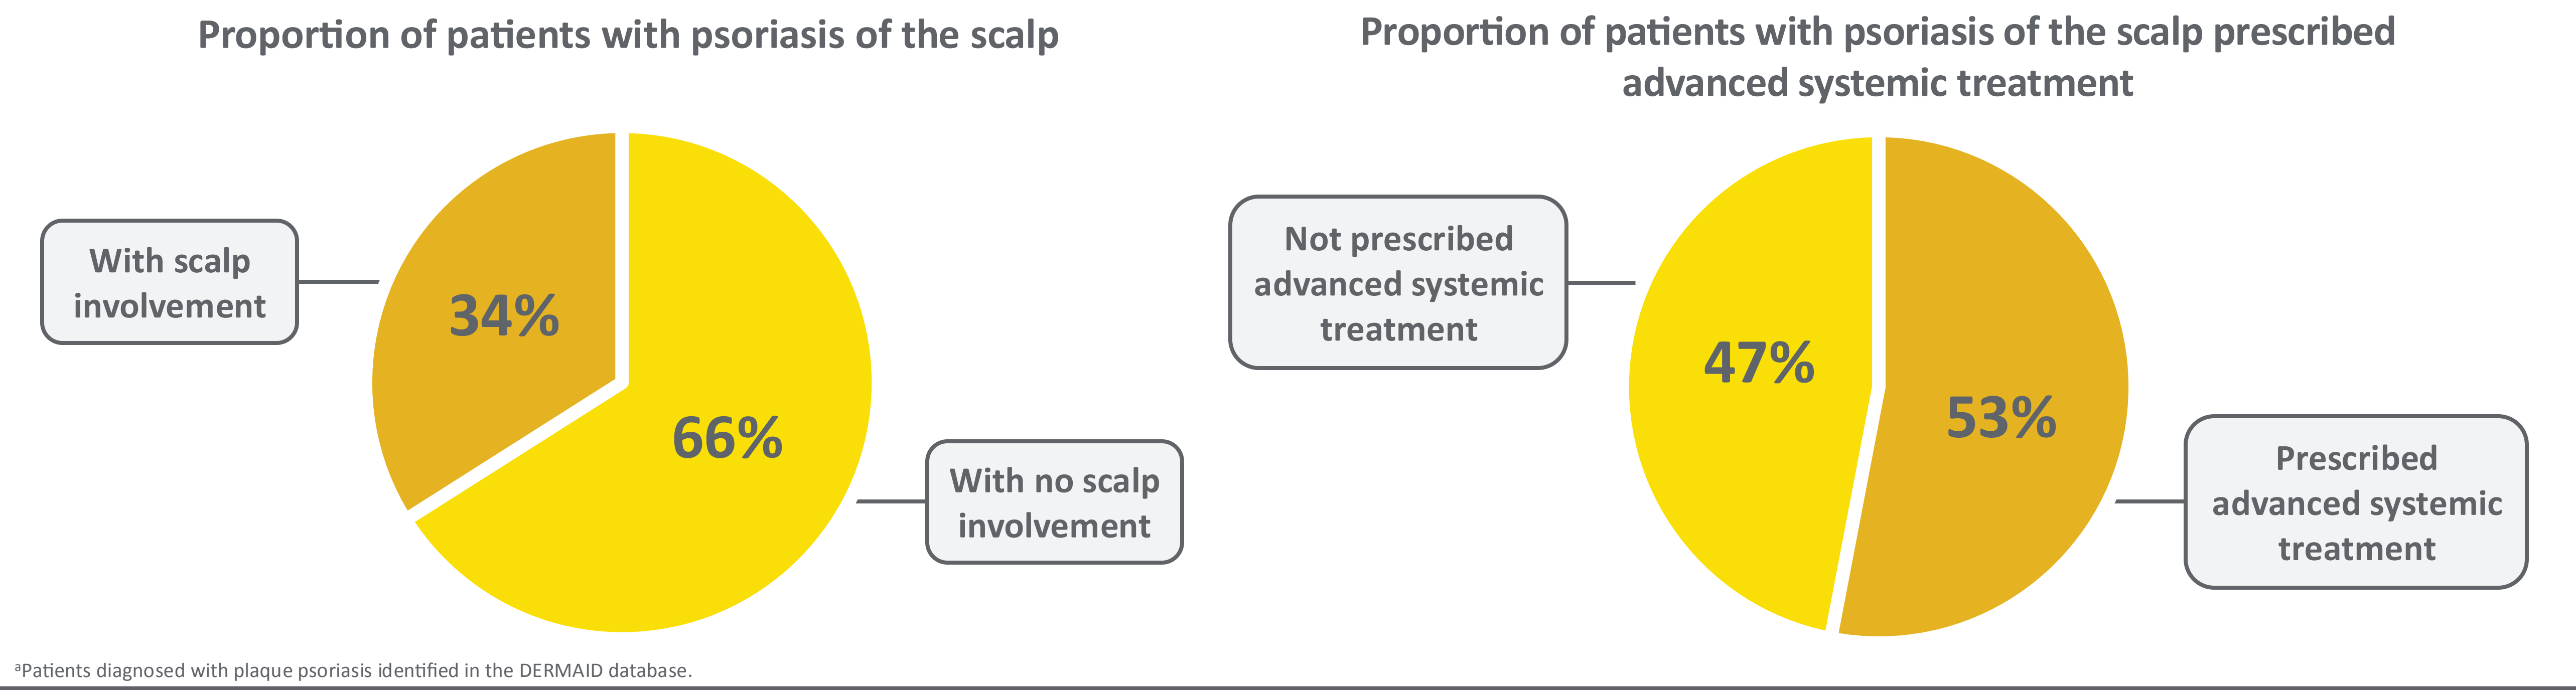 Proportion of patients with psoriasis of the scalp
With scalp
involvement
34%
66%
With no scalp
involvement
Proportion of patients with psoriasis of the scalp prescribed
advanced systemic treatment
Not prescribed
advanced systemic
treatment
47%
53%
Prescribed
advanced systemic
treatment
ᵃPatients diagnosed with plaque psoriasis identified in the DERMAID database.